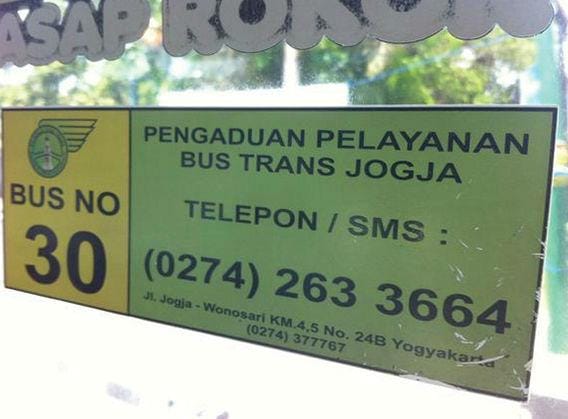 ASAP ROKOK
BUS NO
30
PENGADUAN PELAYANAN
BUS TRANS JOGJA
TELEPON / SMS :
(0274) 263 3664
Jl. Jogja - Wonosari KM.4,5 No. 24B Yogyakarta
(0274) 377767